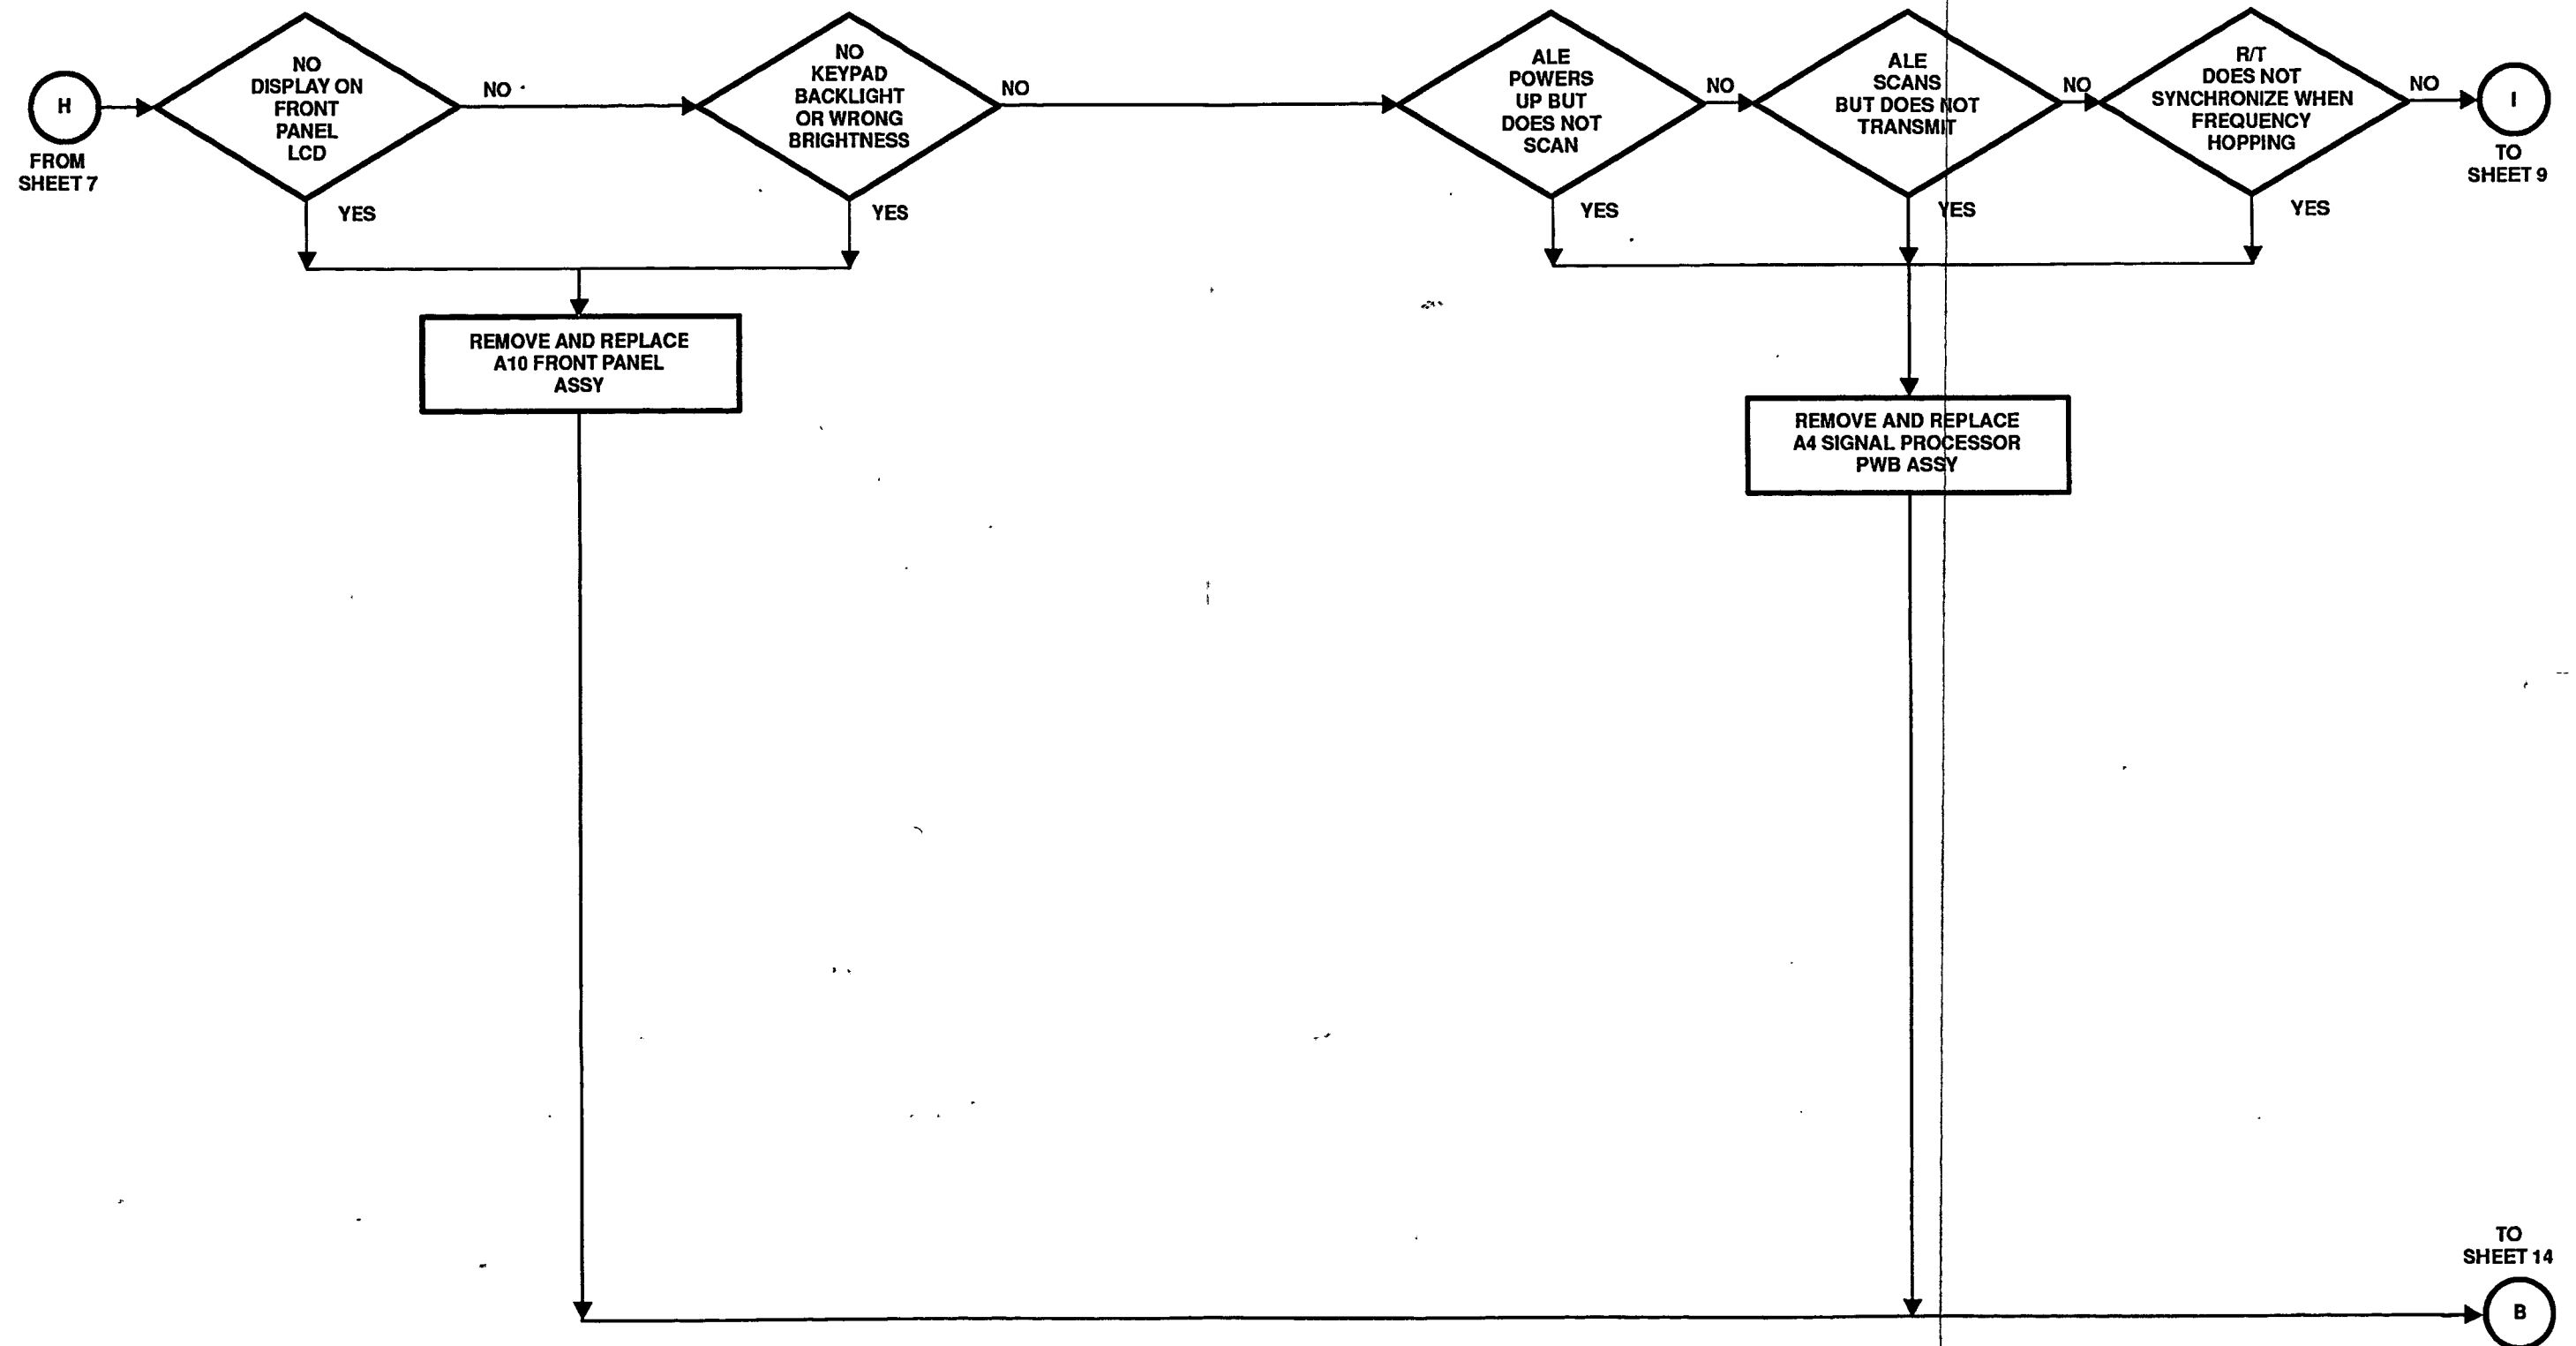 H
FROM
SHEET 7
NO
DISPLAY ON
FRONT
PANEL
LCD
NO
YES
NO
KEYPAD
BACKLIGHT
OR WRONG
BRIGHTNESS
NO
YES
REMOVE AND REPLACE
A10 FRONT PANEL
ASSY
ALE
POWERS
UP BUT
DOES NOT
SCAN
NO
YES
ALE
SCANS
BUT DOES NOT
TRANSMIT
NO
YES
R/T
DOES NOT
SYNCHRONIZE WHEN
FREQUENCY
HOPPING
NO
YES
I
TO
SHEET 9
REMOVE AND REPLACE
A4 SIGNAL PROCESSOR
PWB ASSY
TO
SHEET 14
B